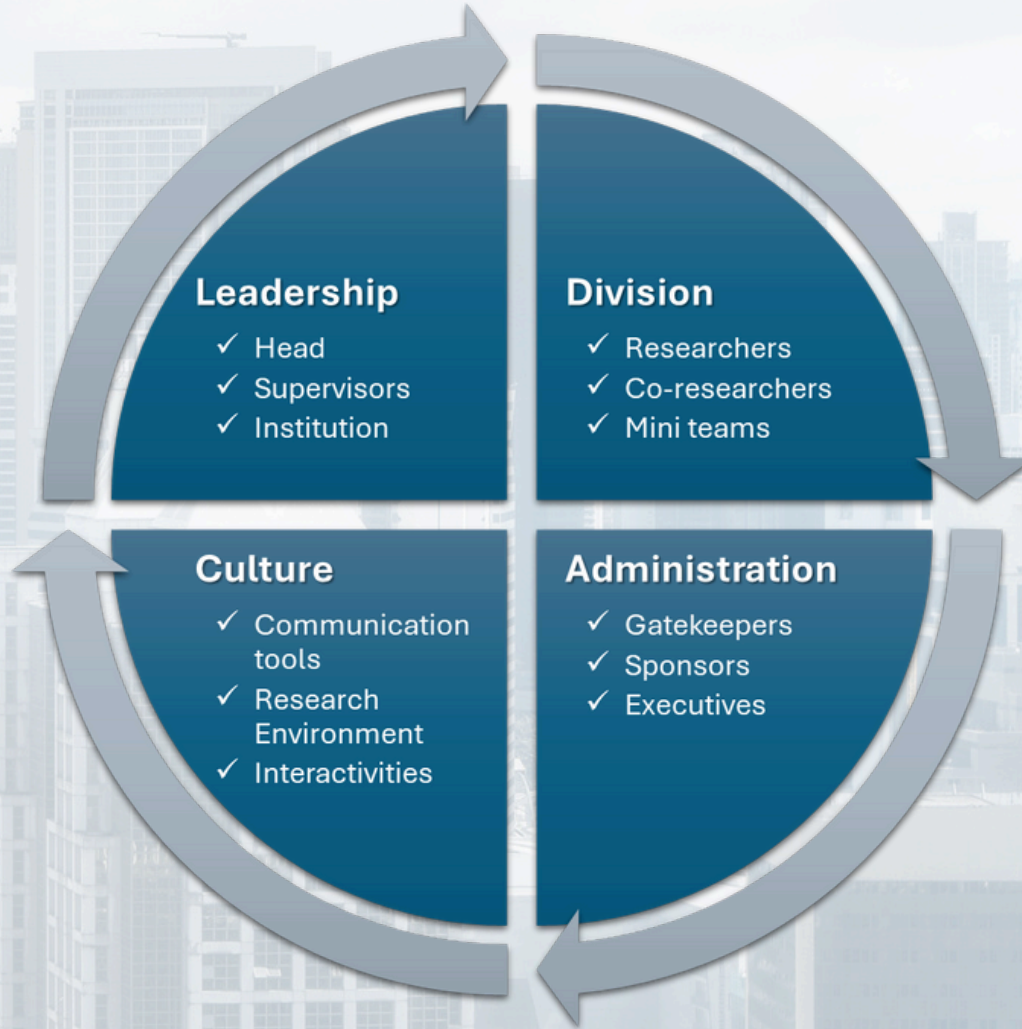 Leadership
✓ Head
✓ Supervisors
✓ Institution
Division
✓ Researchers
✓ Co-researchers
✓ Mini teams
Culture
✓ Communication
tools
✓ Research
Environment
✓ Interactivities
Administration
✓ Gatekeepers
✓ Sponsors
✓ Executives